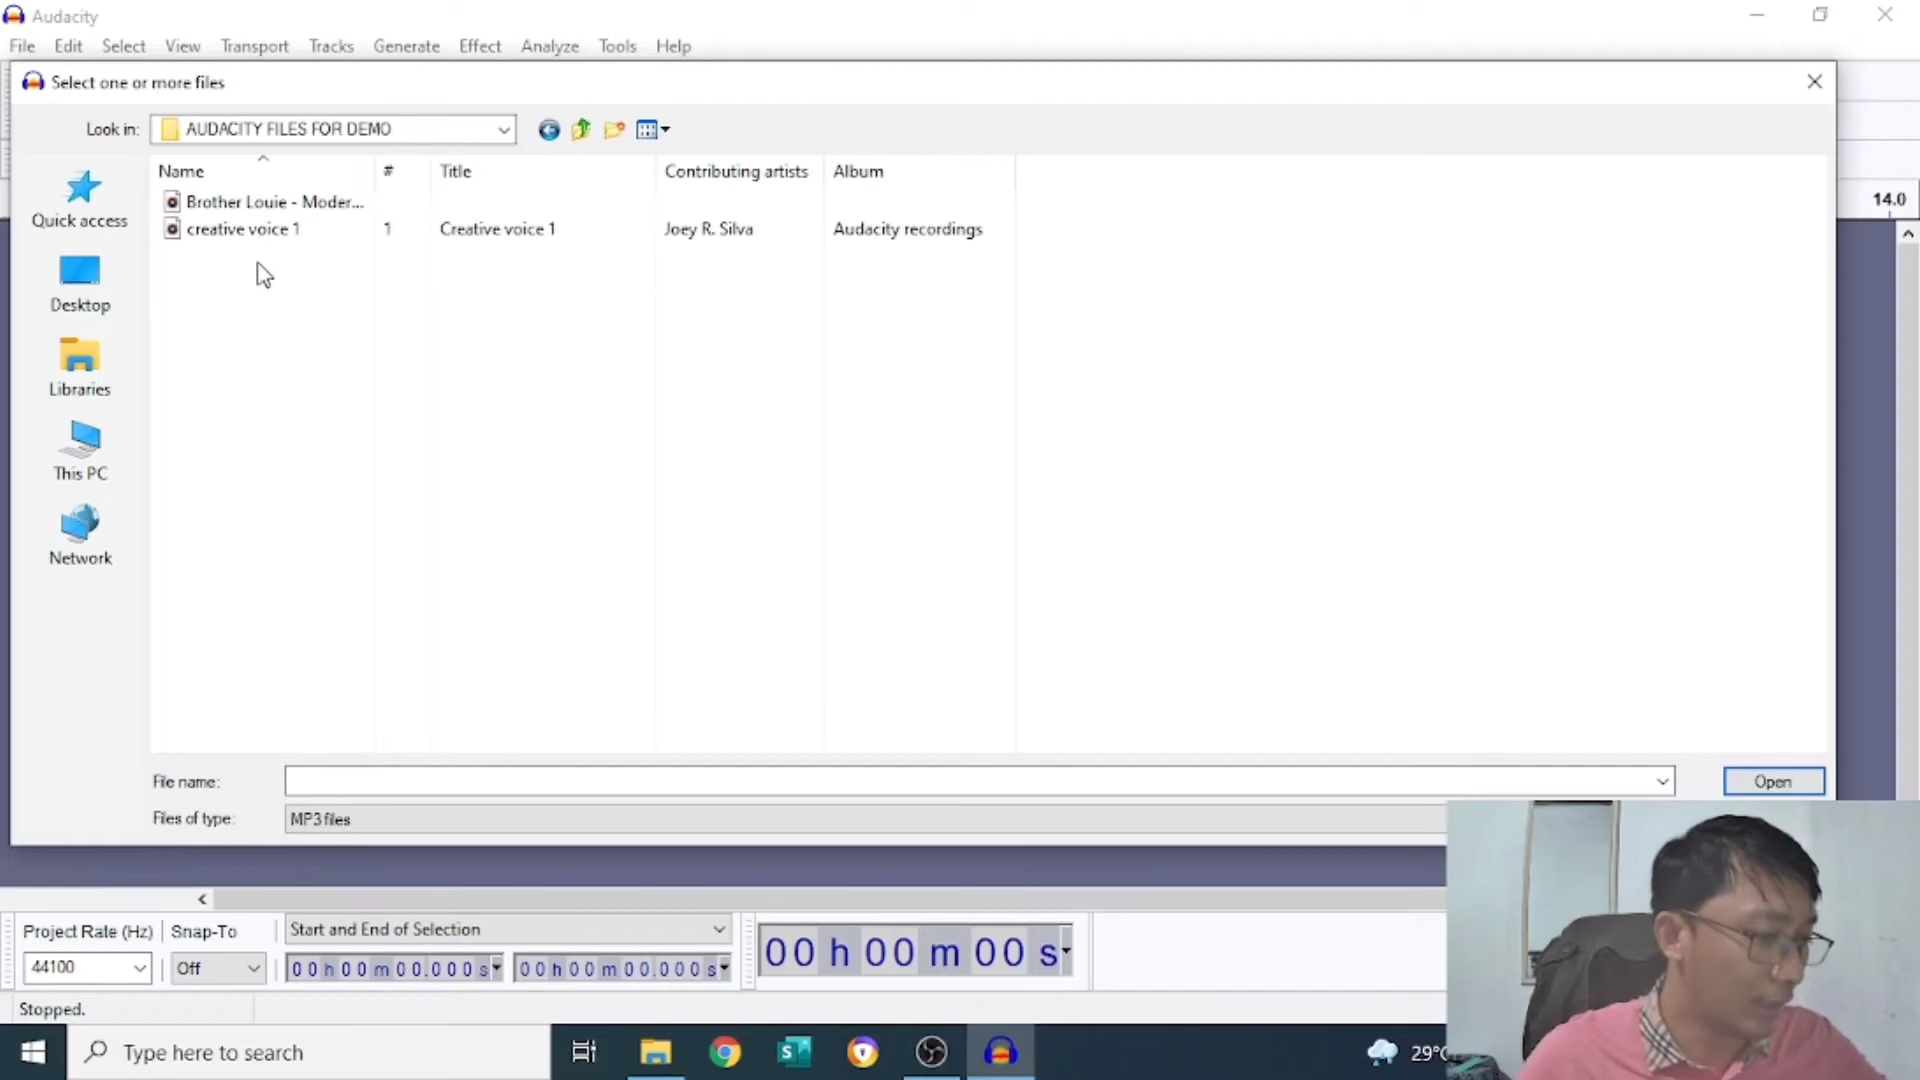 Audacity
File Edit Select View Transport Tracks Generate Effect Analyze Tools Help
Select one or more files
Look in: AUDACITY FILES FOR DEMO
Name # Title Contributing artists Album
Brother Louie - Moder...
creative voice 1 1 Creative voice 1 Joey R. Silva Audacity recordings
14.0
Quick access
Desktop
Libraries
This PC
Network
File name: Open
Files of type: MP3 files
Project Rate (Hz) Snap-To Start and End of Selection
44100 Off 00 h 00 m 00.000 s 00 h 00 m 00.000 s 00 h 00 m 00 s
Stopped.
Type here to search
29°C